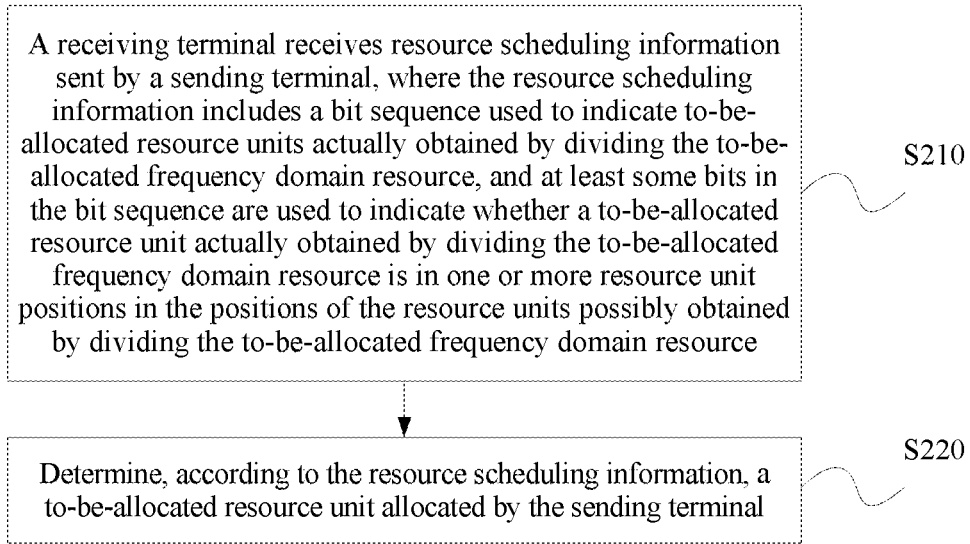 A receiving terminal receives resource scheduling information
sent by a sending terminal, where the resource scheduling
information includes a bit sequence used to indicate to-be-
allocated resource units actually obtained by dividing the to-be-
allocated frequency domain resource, and at least some bits in
the bit sequence are used to indicate whether a to-be-allocated
resource unit actually obtained by dividing the to-be-allocated
frequency domain resource is in one or more resource unit
positions in the positions of the resource units possibly obtained
by dividing the to-be-allocated frequency domain resource
S210
Determine, according to the resource scheduling information, a
to-be-allocated resource unit allocated by the sending terminal
S220